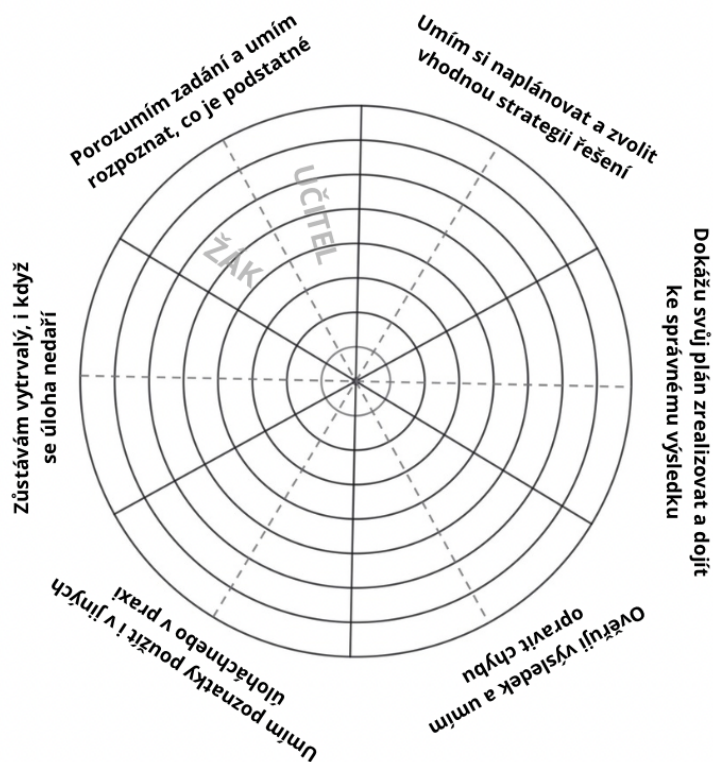 Porozumím zadání a umím
rozpoznat, co je podstatné
Umím si naplánovat a zvolit
vhodnou strategii řešení
Dokážu svůj plán zrealizovat a dojít
ke správnému výsledku
Ověřuji výsledek a umím
opravit chybu
Umím poznatky použít i v jiných
úloháchnebo v praxi
Zůstávám vytrvalý, i když
se úloha nedaří
ŽÁK
UČITEL